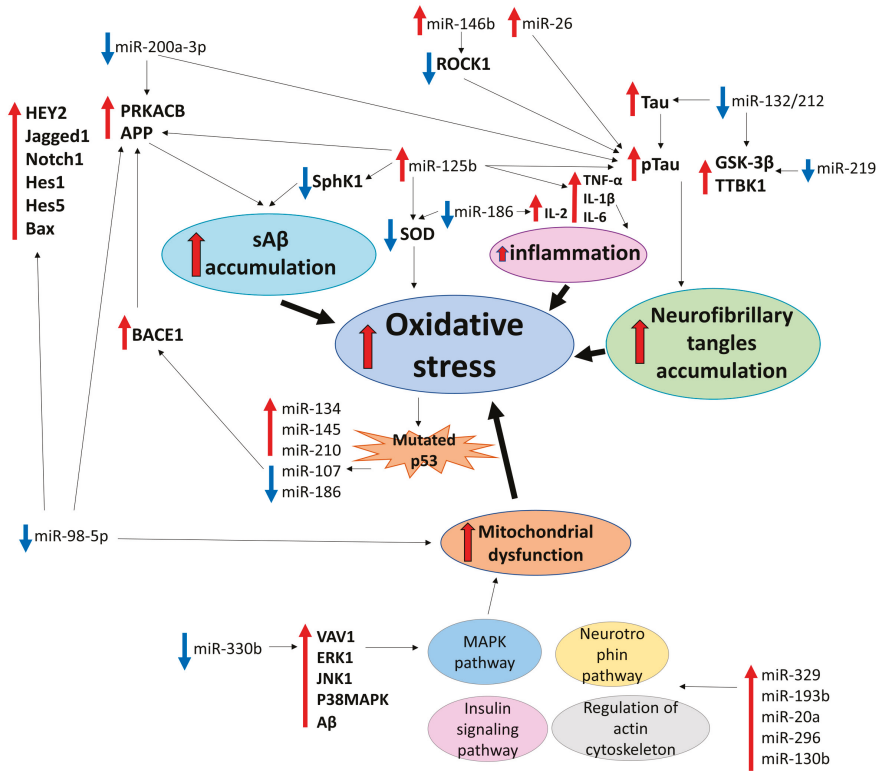 miR-146b
miR-26
miR-200a-3p
ROCK1
HEY2
Jagged1
Notch1
Hes1
Hes5
Bax
PRKACB
APP
Tau
miR-132/212
pTau
GSK-3β
TTBK1
miR-219
miR-125b
SphK1
TNF-α
IL-1β
IL-6
miR-186
IL-2
SOD
sAβ
accumulation
inflammation
Oxidative
stress
Neurofibrillary
tangles
accumulation
BACE1
miR-134
miR-145
miR-210
miR-107
miR-186
Mutated
p53
miR-98-5p
Mitochondrial
dysfunction
miR-330b
VAV1
ERK1
JNK1
P38MAPK
Aβ
MAPK
pathway
Neurotro
phin
pathway
Insulin
signaling
pathway
Regulation of
actin
cytoskeleton
miR-329
miR-193b
miR-20a
miR-296
miR-130b